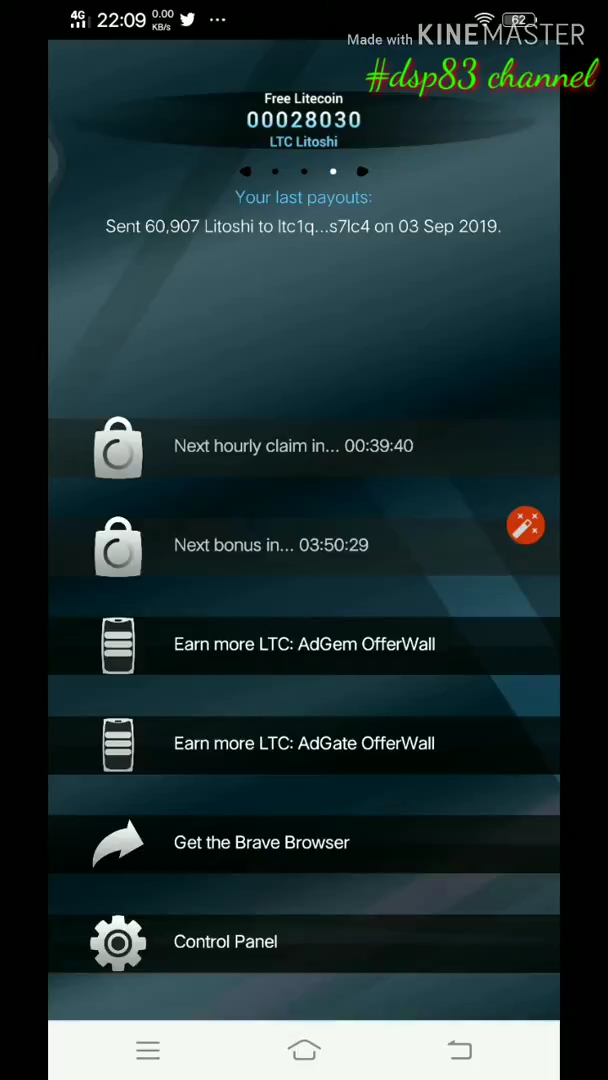 4G 22:09 0.00 KB/s ... 62
Made with KINEMASTER
#dsp83 channel
Free Litecoin
00028030
LTC Litoshi
Your last payouts:
Sent 60,907 Litoshi to ltc1q...s7lc4 on 03 Sep 2019.
Next hourly claim in... 00:39:40
Next bonus in... 03:50:29
Earn more LTC: AdGem OfferWall
Earn more LTC: AdGate OfferWall
Get the Brave Browser
Control Panel